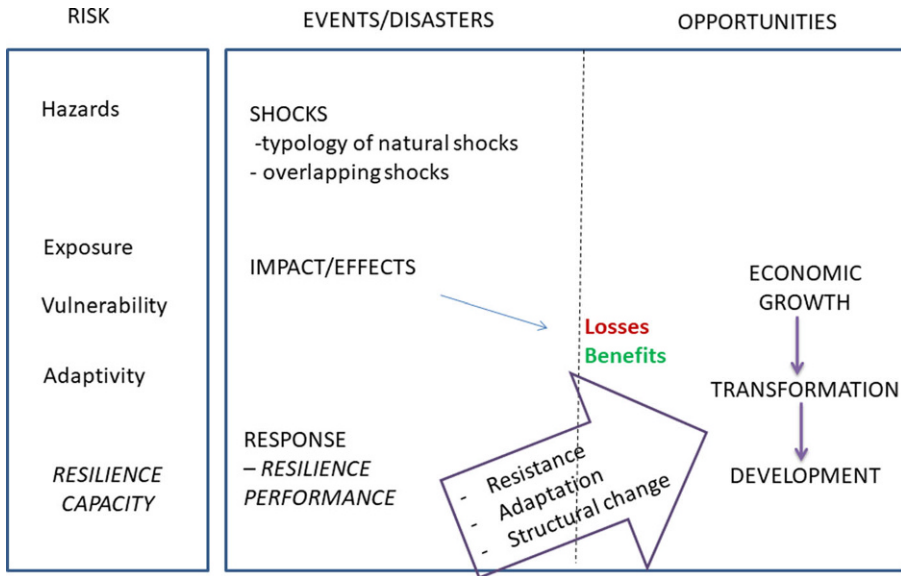 RISK
EVENTS/DISASTERS
OPPORTUNITIES
Hazards
Exposure
Vulnerability
Adaptivity
RESILIENCE
CAPACITY
SHOCKS
-typology of natural shocks
- overlapping shocks
IMPACT/EFFECTS
Losses
Benefits
RESPONSE
– RESILIENCE
PERFORMANCE
- Resistance
- Adaptation
- Structural change
ECONOMIC
GROWTH
TRANSFORMATION
DEVELOPMENT